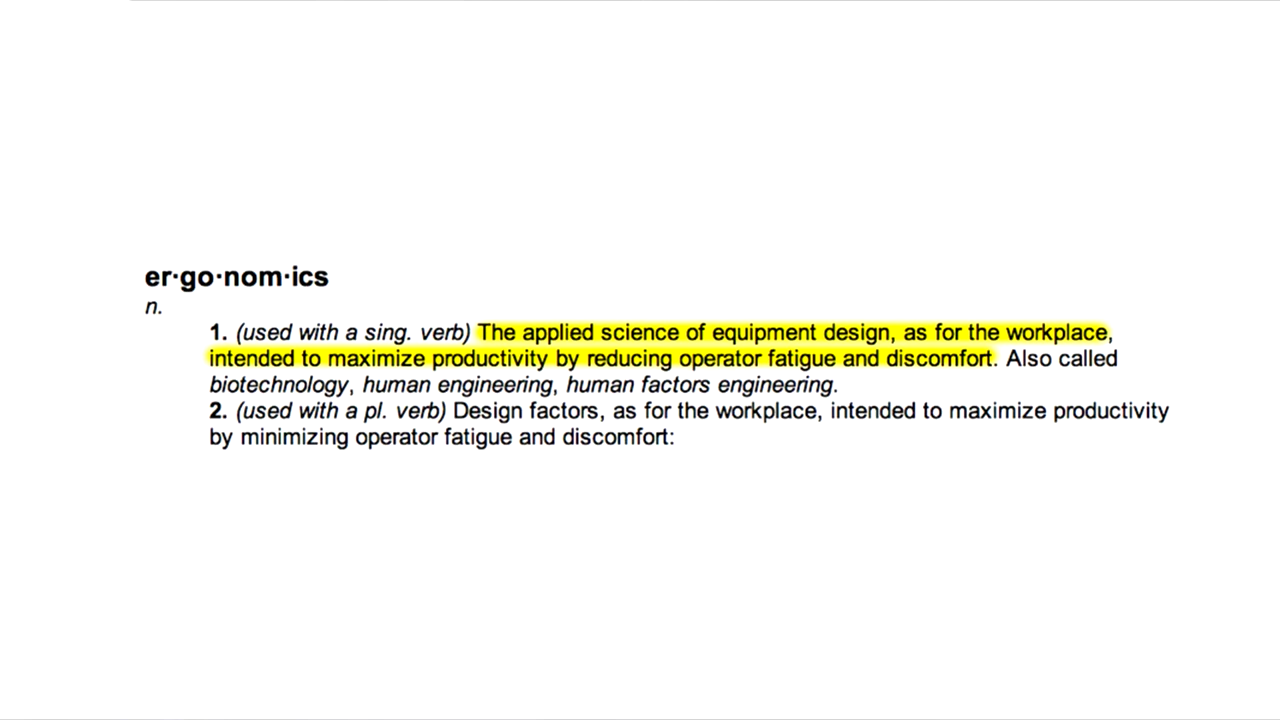 er·go·nom·ics
n.
1. (used with a sing. verb) The applied science of equipment design, as for the workplace,
intended to maximize productivity by reducing operator fatigue and discomfort. Also called
biotechnology, human engineering, human factors engineering.
2. (used with a pl. verb) Design factors, as for the workplace, intended to maximize productivity
by minimizing operator fatigue and discomfort: